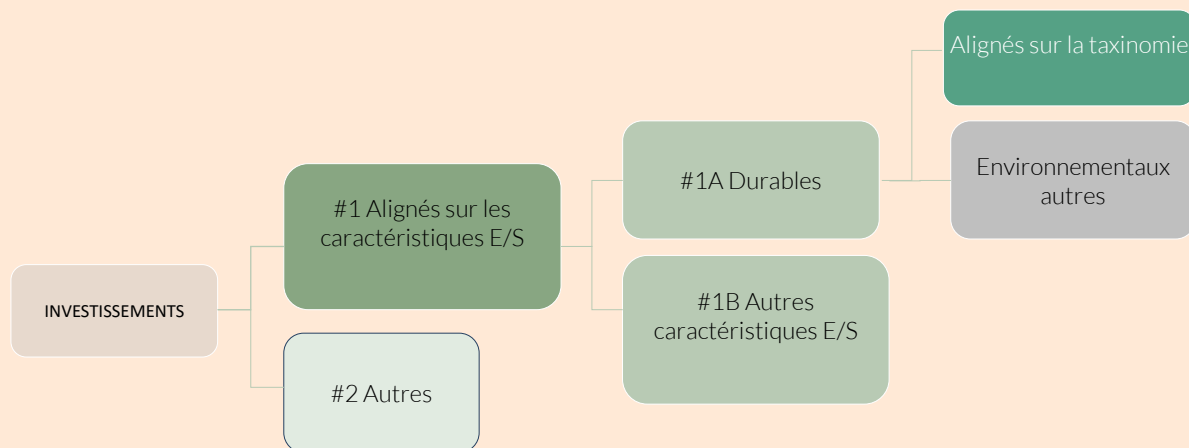 INVESTISSEMENTS
#1 Alignés sur les
caractéristiques E/S
#2 Autres
#1A Durables
#1B Autres
caractéristiques E/S
Alignés sur la taxinomie
Environnementaux
autres